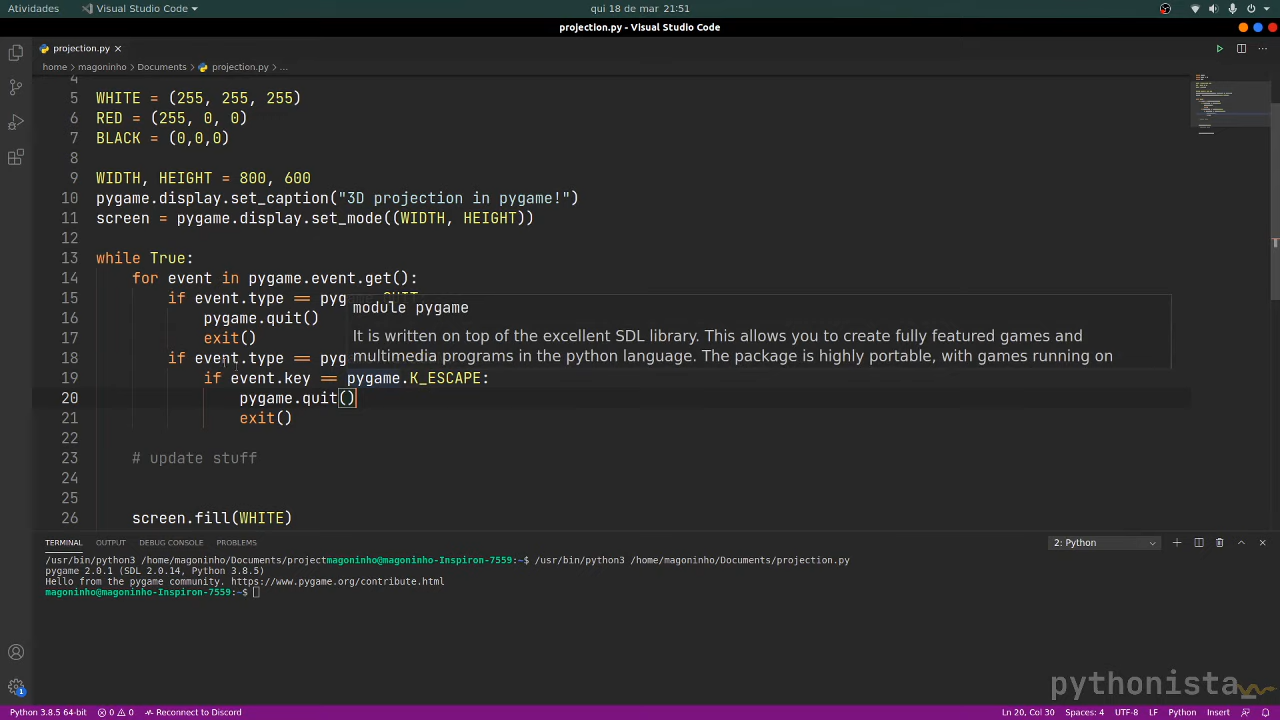 Atividades
Visual Studio Code
qui 18 de mar 21:51
projection.py - Visual Studio Code
projection.py
home > magoninho > Documents > projection.py > ...
4
5 WHITE = (255, 255, 255)
6 RED = (255, 0, 0)
7 BLACK = (0,0,0)
8
9 WIDTH, HEIGHT = 800, 600
10 pygame.display.set_caption("3D projection in pygame!")
11 screen = pygame.display.set_mode((WIDTH, HEIGHT))
12
13 while True:
14 for event in pygame.event.get():
15 if event.type == pyg
module pygame
16 pygame.quit()
It is written on top of the excellent SDL library. This allows you to create fully featured games and
17 exit()
multimedia programs in the python language. The package is highly portable, with games running on
18 if event.type == pyg
19 if event.key == pygame.K_ESCAPE:
20 pygame.quit()
21 exit()
22
23 # update stuff
24
25
26 screen.fill(WHITE)
TERMINAL OUTPUT DEBUG CONSOLE PROBLEMS
2: Python
/usr/bin/python3 /home/magoninho/Documents/projectmagoninho@magoninho-Inspiron-7559:~$ /usr/bin/python3 /home/magoninho/Documents/projection.py
pygame 2.0.1 (SDL 2.0.14, Python 3.8.5)
Hello from the pygame community. https://www.pygame.org/contribute.html
magoninho@magoninho-Inspiron-7559:~$
pythonista
1
Python 3.8.5 64-bit 0 0 Reconnect to Discord
Ln 20, Col 30 Spaces: 4 UTF-8 LF Python Insert